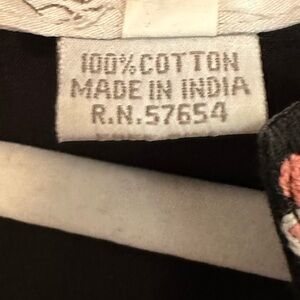 100% COTTON
MADE IN INDIA
R.N. 57654